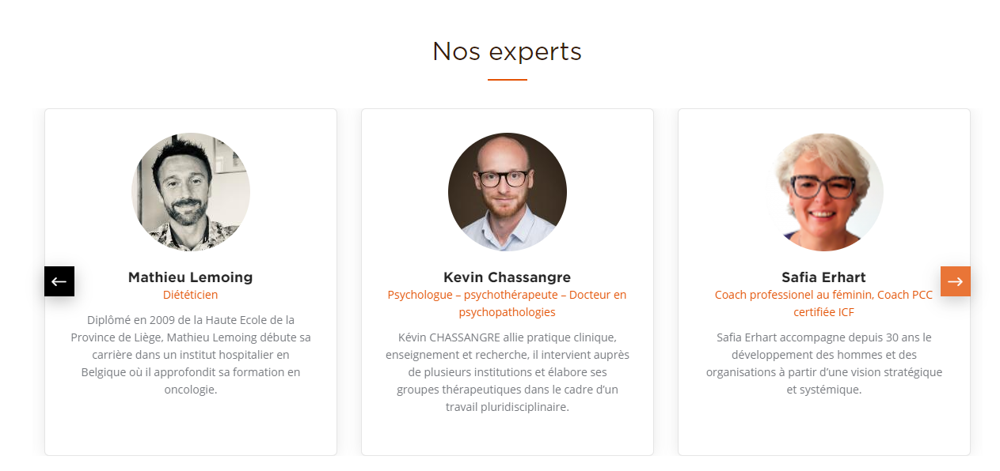 Nos experts
Mathieu Lemoing
Diététicien
Diplômé en 2009 de la Haute Ecole de la
Province de Liège, Mathieu Lemoing débute sa
carrière dans un institut hospitalier en
Belgique où il approfondit sa formation en
oncologie.
Kevin Chassangre
Psychologue – psychothérapeute – Docteur en
psychopathologies
Kévin CHASSANGRE allie pratique clinique,
enseignement et recherche, il intervient auprès
de plusieurs institutions et élabore ses
groupes thérapeutiques dans le cadre d’un
travail pluridisciplinaire.
Safia Erhart
Coach professionel au féminin, Coach PCC
certifiée ICF
Safia Erhart accompagne depuis 30 ans le
développement des hommes et des
organisations à partir d’une vision stratégique
et systémique.